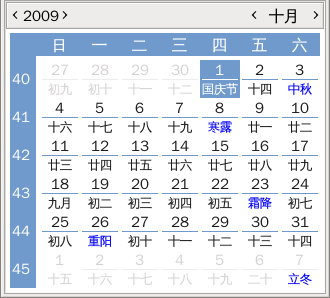 2009 十月
日 一 二 三 四 五 六
40 27 28 29 30 1 2 3
初九 初十 十一 十二 国庆节 十四 中秋
41 4 5 6 7 8 9 10
十六 十七 十八 十九 寒露 廿一 廿二
42 11 12 13 14 15 16 17
廿三 廿四 廿五 廿六 廿七 廿八 廿九
43 18 19 20 21 22 23 24
九月 初二 初三 初四 初五 霜降 初七
44 25 26 27 28 29 30 31
初八 重阳 初十 十一 十二 十三 十四
45 1 2 3 4 5 6 7
十五 十六 十七 十八 十九 二十 立冬